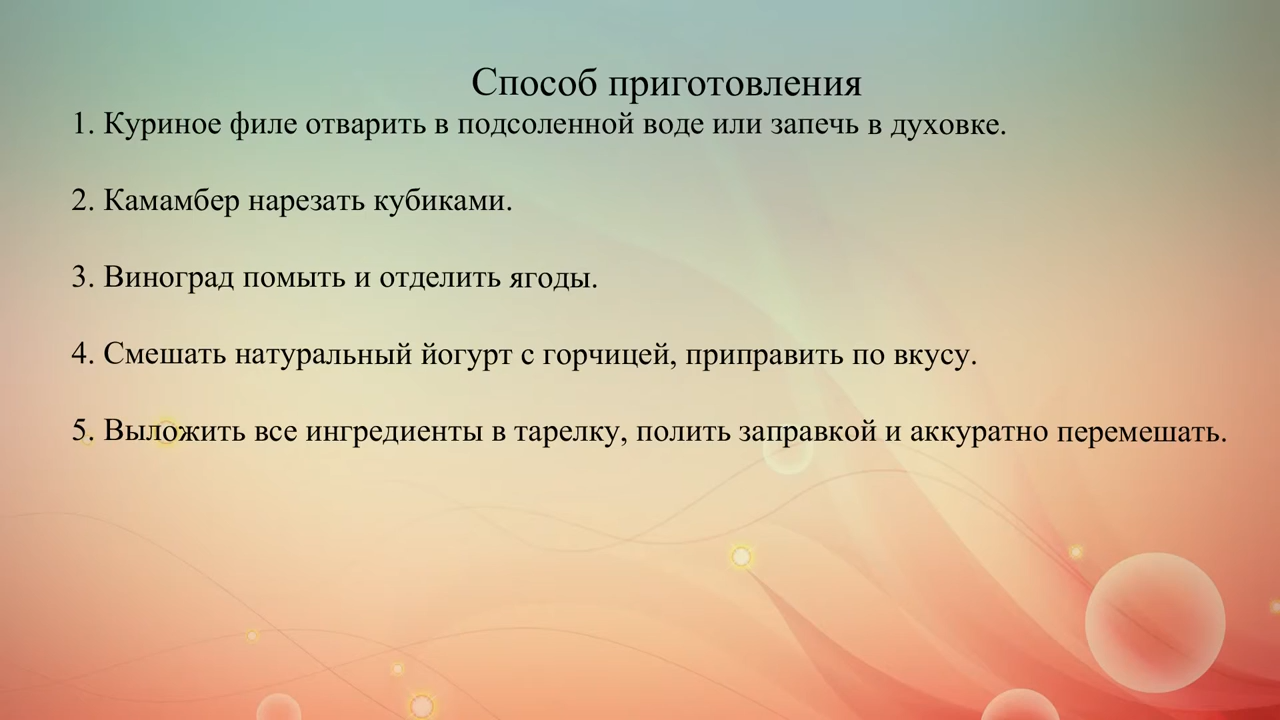 Способ приготовления
1. Куриное филе отварить в подсоленной воде или запечь в духовке.
2. Камамбер нарезать кубиками.
3. Виноград помыть и отделить ягоды.
4. Смешать натуральный йогурт с горчицей, приправить по вкусу.
5. Выложить все ингредиенты в тарелку, полить заправкой и аккуратно перемешать.